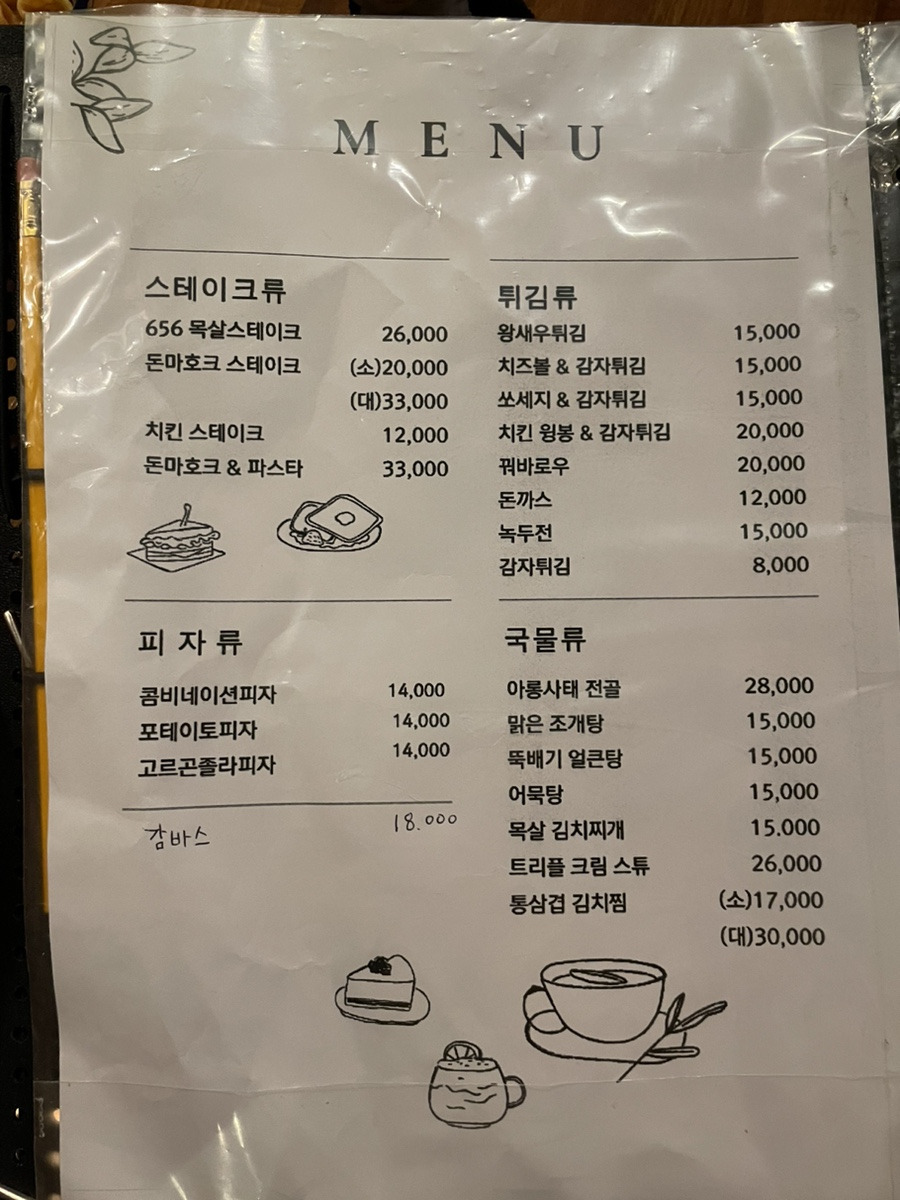 MENU
스테이크류
656 목살스테이크 26,000
돈마호크 스테이크 (소)20,000
(대)33,000
치킨 스테이크 12,000
돈마호크 & 파스타 33,000
피 자 류
콤비네이션피자 14,000
포테이토피자 14,000
고르곤졸라피자 14,000
감바스 18.000
튀김류
왕새우튀김 15,000
치즈볼 & 감자튀김 15,000
쏘세지 & 감자튀김 15,000
치킨 윙봉 & 감자튀김 20,000
꿔바로우 20,000
돈까스 12,000
녹두전 15,000
감자튀김 8,000
국물류
아롱사태 전골 28,000
맑은 조개탕 15,000
뚝배기 얼큰탕 15,000
어묵탕 15,000
목살 김치찌개 15.000
트리플 크림 스튜 26,000
통삼겹 김치찜 (소)17,000
(대)30,000